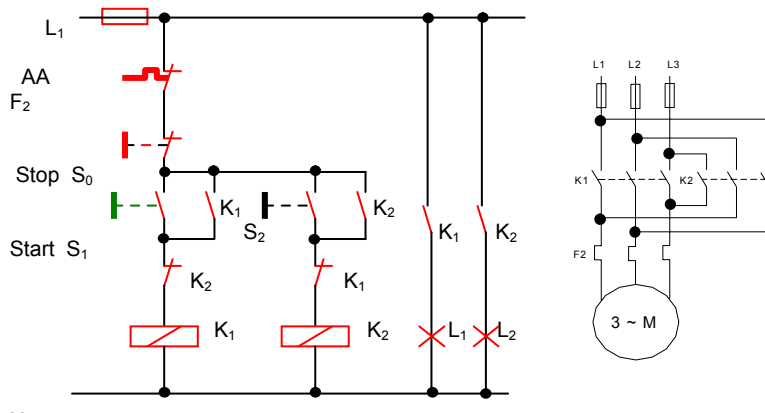 L₁
AA
F₂
Stop S₀
Start S₁
K₁
S₂
K₂
K₁
K₂
K₂
K₁
K₁
K₂
L₁
L₂
L1 L2 L3
K1 K2
F2
3 ~ M